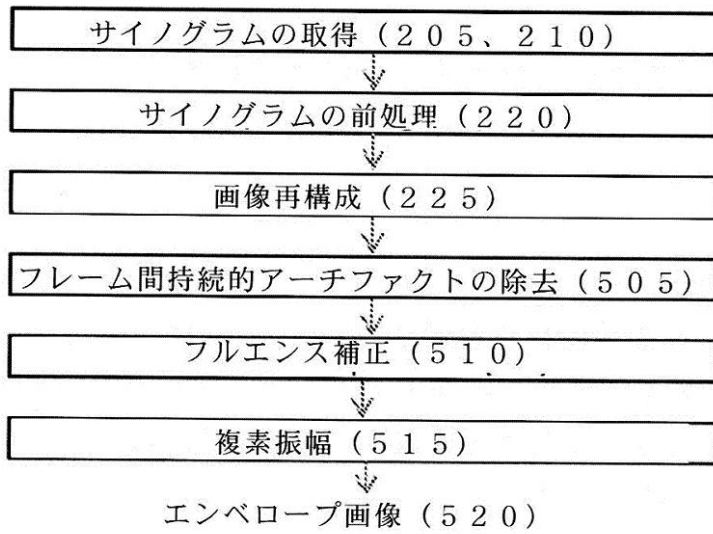 サイノグラムの取得（２０５、２１０）
サイノグラムの前処理（２２０）
画像再構成（２２５）
フレーム間持続的アーチファクトの除去（５０５）
フルエンス補正（５１０）
複素振幅（５１５）
エンベロープ画像（５２０）